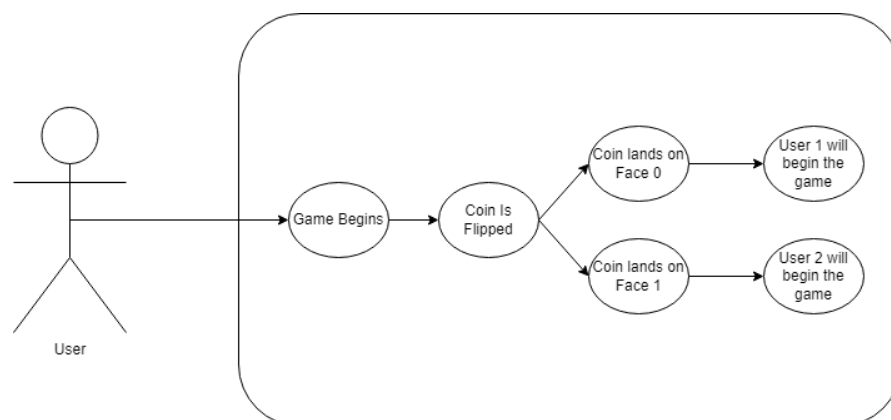 Game Begins
Coin Is
Flipped
Coin lands on
Face 0
User 1 will
begin the
game
Coin lands on
Face 1
User 2 will
begin the
game
User